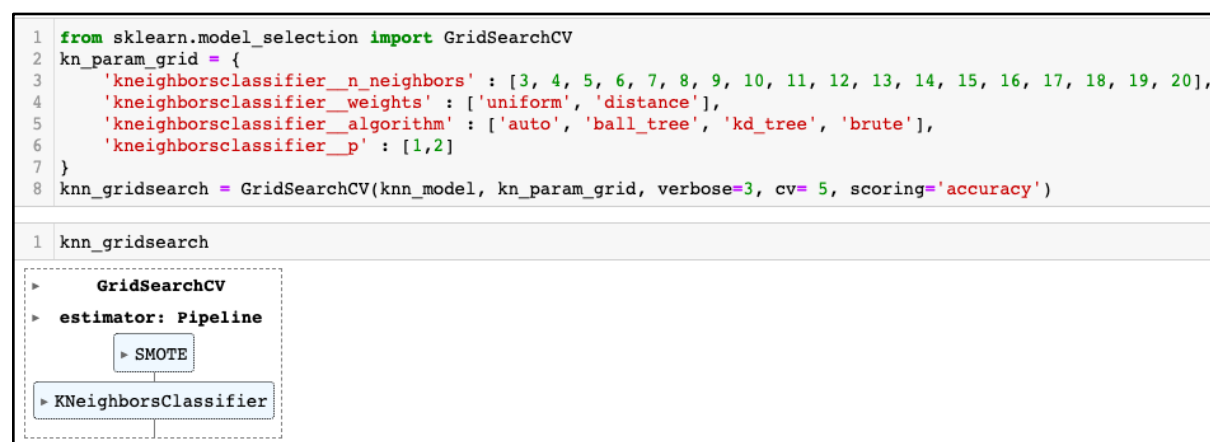 1 from sklearn.model_selection import GridSearchCV
2 kn_param_grid = {
3     'kneighborsclassifier__n_neighbors' : [3, 4, 5, 6, 7, 8, 9, 10, 11, 12, 13, 14, 15, 16, 17, 18, 19, 20],
4     'kneighborsclassifier__weights' : ['uniform', 'distance'],
5     'kneighborsclassifier__algorithm' : ['auto', 'ball_tree', 'kd_tree', 'brute'],
6     'kneighborsclassifier__p' : [1,2]
7 }
8 knn_gridsearch = GridSearchCV(knn_model, kn_param_grid, verbose=3, cv= 5, scoring='accuracy')
1 knn_gridsearch
▸ GridSearchCV
▸ estimator: Pipeline
▸ SMOTE
▸ KNeighborsClassifier